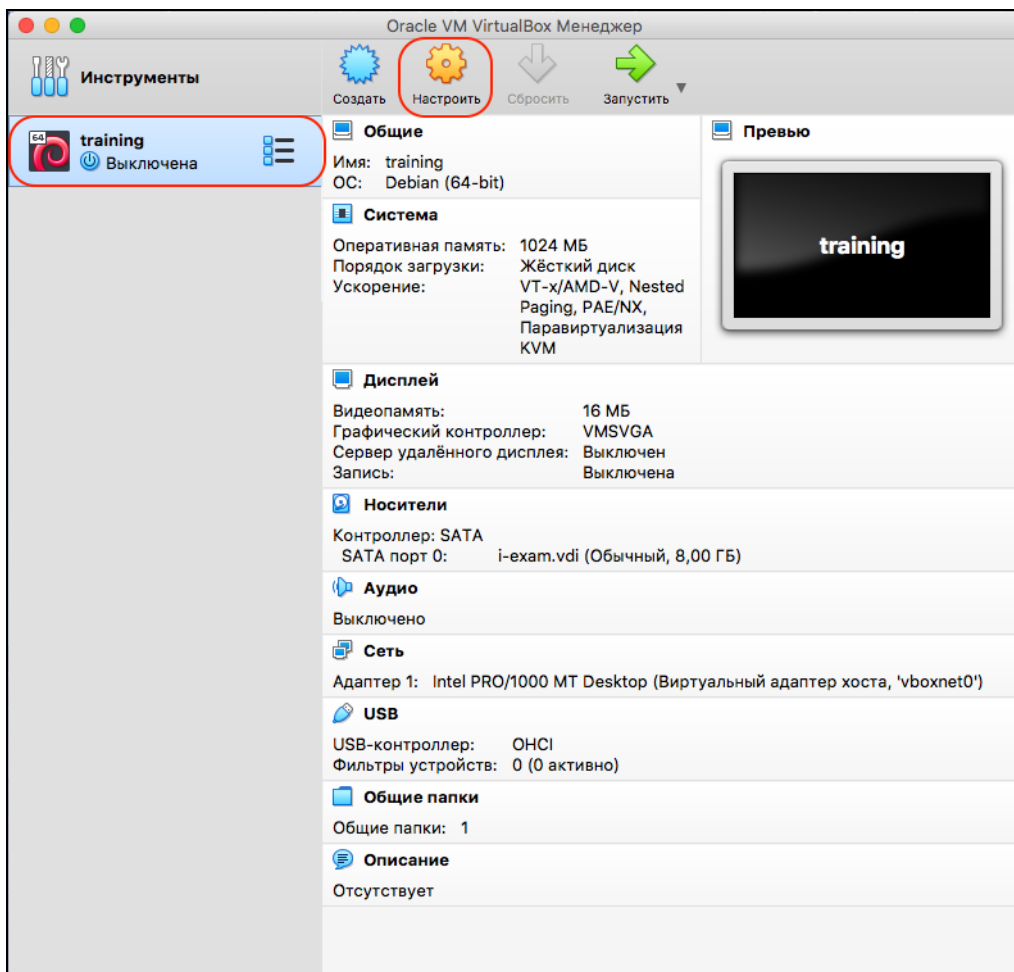 Oracle VM VirtualBox Менеджер
Инструменты
Создать
Настроить
Сбросить
Запустить
64
training
Выключена
Общие
Имя: training
ОС: Debian (64-bit)
Превью
training
Система
Оперативная память: 1024 МБ
Порядок загрузки: Жёсткий диск
Ускорение: VT-x/AMD-V, Nested
Paging, PAE/NX,
Паравиртуализация
KVM
Дисплей
Видеопамять: 16 МБ
Графический контроллер: VMSVGA
Сервер удалённого дисплея: Выключен
Запись: Выключена
Носители
Контроллер: SATA
SATA порт 0: i-exam.vdi (Обычный, 8,00 ГБ)
Аудио
Выключено
Сеть
Адаптер 1: Intel PRO/1000 MT Desktop (Виртуальный адаптер хоста, 'vboxnet0')
USB
USB-контроллер: OHCI
Фильтры устройств: 0 (0 активно)
Общие папки
Общие папки: 1
Описание
Отсутствует